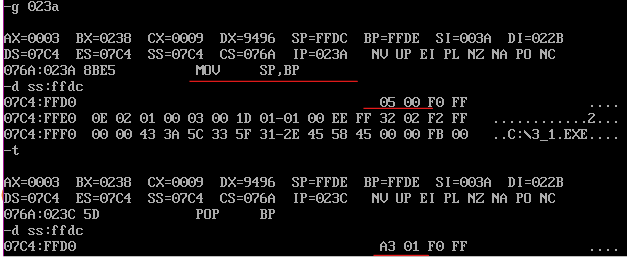 -g 023a
AX=0003 BX=0238 CX=0009 DX=9496 SP=FFDC BP=FFDE SI=003A DI=022B
DS=07C4 ES=07C4 SS=07C4 CS=076A IP=023A NV UP EI PL NZ NA PO NC
076A:023A 8BE5 MOV SP,BP
-d ss:ffdc
07C4:FFD0 05 00 F0 FF ....
07C4:FFE0 0E 02 01 00 03 00 1D 01-01 00 EE FF 32 02 F2 FF ............2...
07C4:FFF0 00 00 43 3A 5C 33 5F 31-2E 45 58 45 00 00 FB 00 ..C:\3_1.EXE....
-t
AX=0003 BX=0238 CX=0009 DX=9496 SP=FFDE BP=FFDE SI=003A DI=022B
DS=07C4 ES=07C4 SS=07C4 CS=076A IP=023C NV UP EI PL NZ NA PO NC
076A:023C 5D POP BP
-d ss:ffdc
07C4:FFD0 A3 01 F0 FF ....